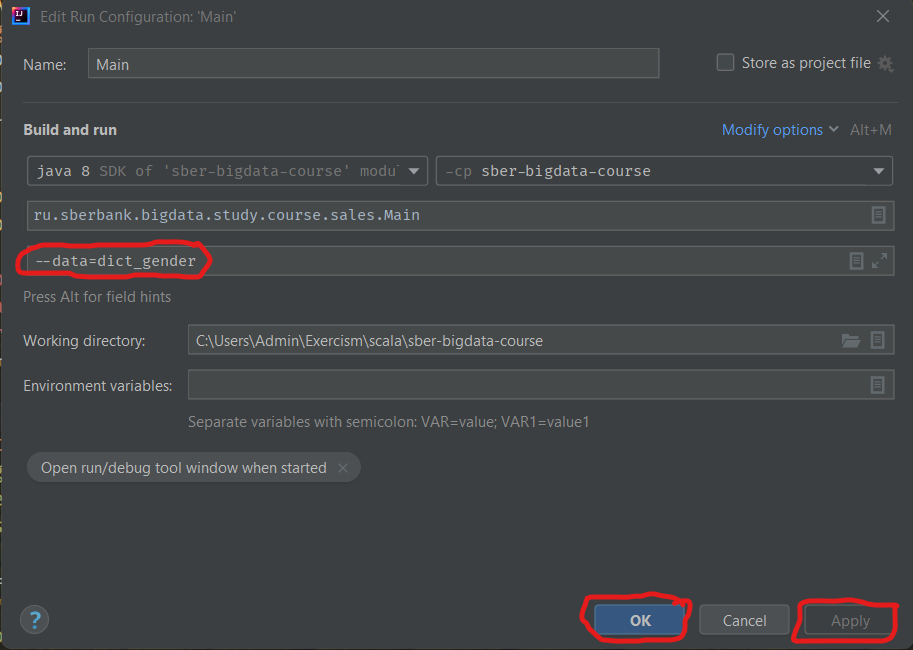 Edit Run Configuration: 'Main'
Name: Main Store as project file
Build and run Modify options Alt+M
java 8 SDK of 'sber-bigdata-course' modul -cp sber-bigdata-course
ru.sberbank.bigdata.study.course.sales.Main
--data=dict_gender
Press Alt for field hints
Working directory: C:\Users\Admin\Exercism\scala\sber-bigdata-course
Environment variables:
Separate variables with semicolon: VAR=value; VAR1=value1
Open run/debug tool window when started ×
? OK Cancel Apply